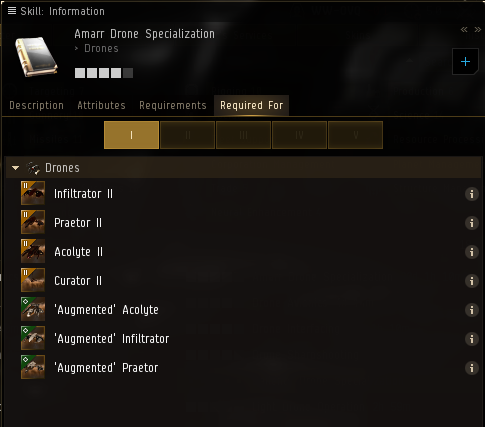 Skill: Information
Amarr Drone Specialization
Drones
Description Attributes Requirements Required For
I II III IV V
Drones
Infiltrator II
Praetor II
Acolyte II
Curator II
'Augmented' Acolyte
'Augmented' Infiltrator
'Augmented' Praetor